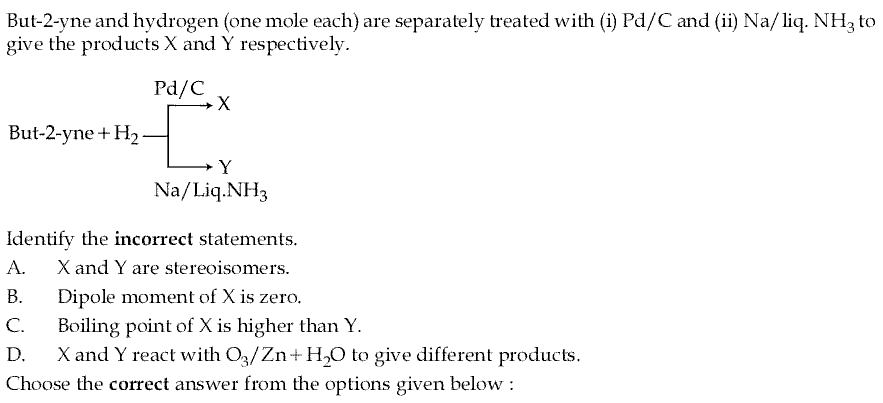 But-2-yne and hydrogen (one mole each) are separately treated with (i) Pd/C and (ii) Na/liq. NH₃ to
give the products X and Y respectively.
Pd/C
X
But-2-yne + H₂
Y
Na/Liq.NH₃
Identify the incorrect statements.
A. X and Y are stereoisomers.
B. Dipole moment of X is zero.
C. Boiling point of X is higher than Y.
D. X and Y react with O₃/Zn + H₂O to give different products.
Choose the correct answer from the options given below :